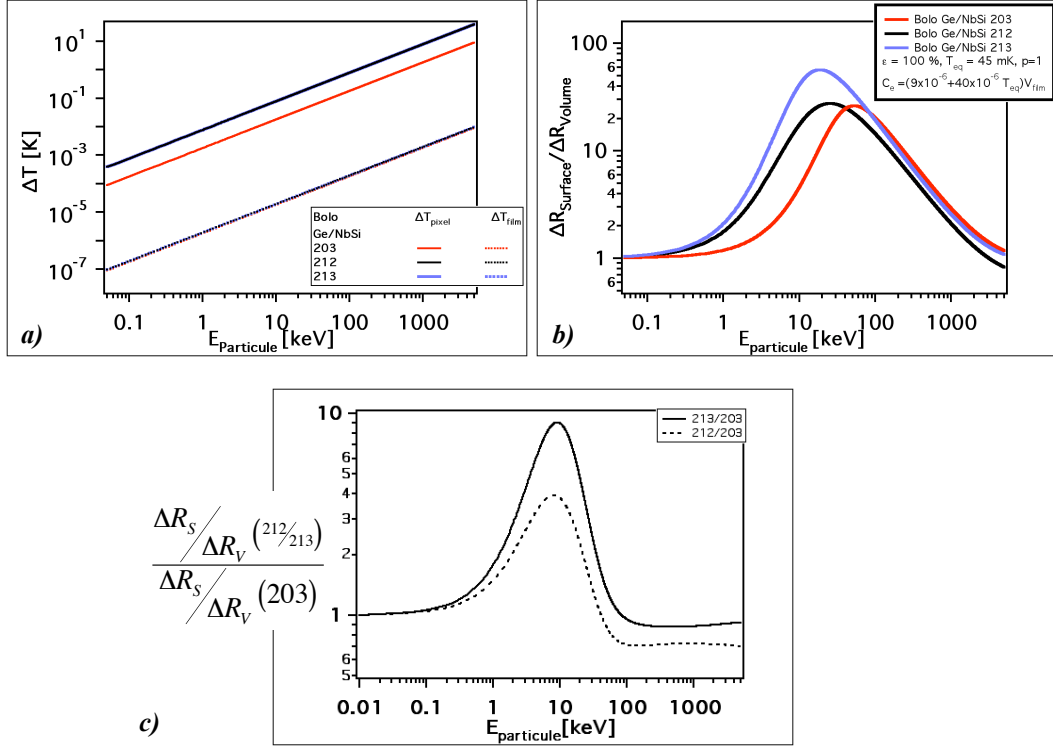 10^1
10^-1
10^-3
10^-5
10^-7
ΔT [K]
Bolo ΔT_pixel ΔT_film
Ge/NbSi
203
212
213
0.1 1 10 100 1000
E_Particule [keV]
a)
Bolo Ge/NbSi 203
Bolo Ge/NbSi 212
Bolo Ge/NbSi 213
ε = 100 %, T_eq = 45 mK, p=1
C_e =(9x10^-6+40x10^-6 T_eq)V_film
100
6
4
2
10
6
4
2
1
6
4
2
ΔR_Surface/ΔR_Volume
0.1 1 10 100 1000
E_particule [keV]
b)
213/203
212/203
10
6
5
4
3
2
1
6
5
ΔR_S/ΔR_V (212/213)
ΔR_S/ΔR_V (203)
0.01 0.1 1 10 100 1000
E_particule [keV]
c)